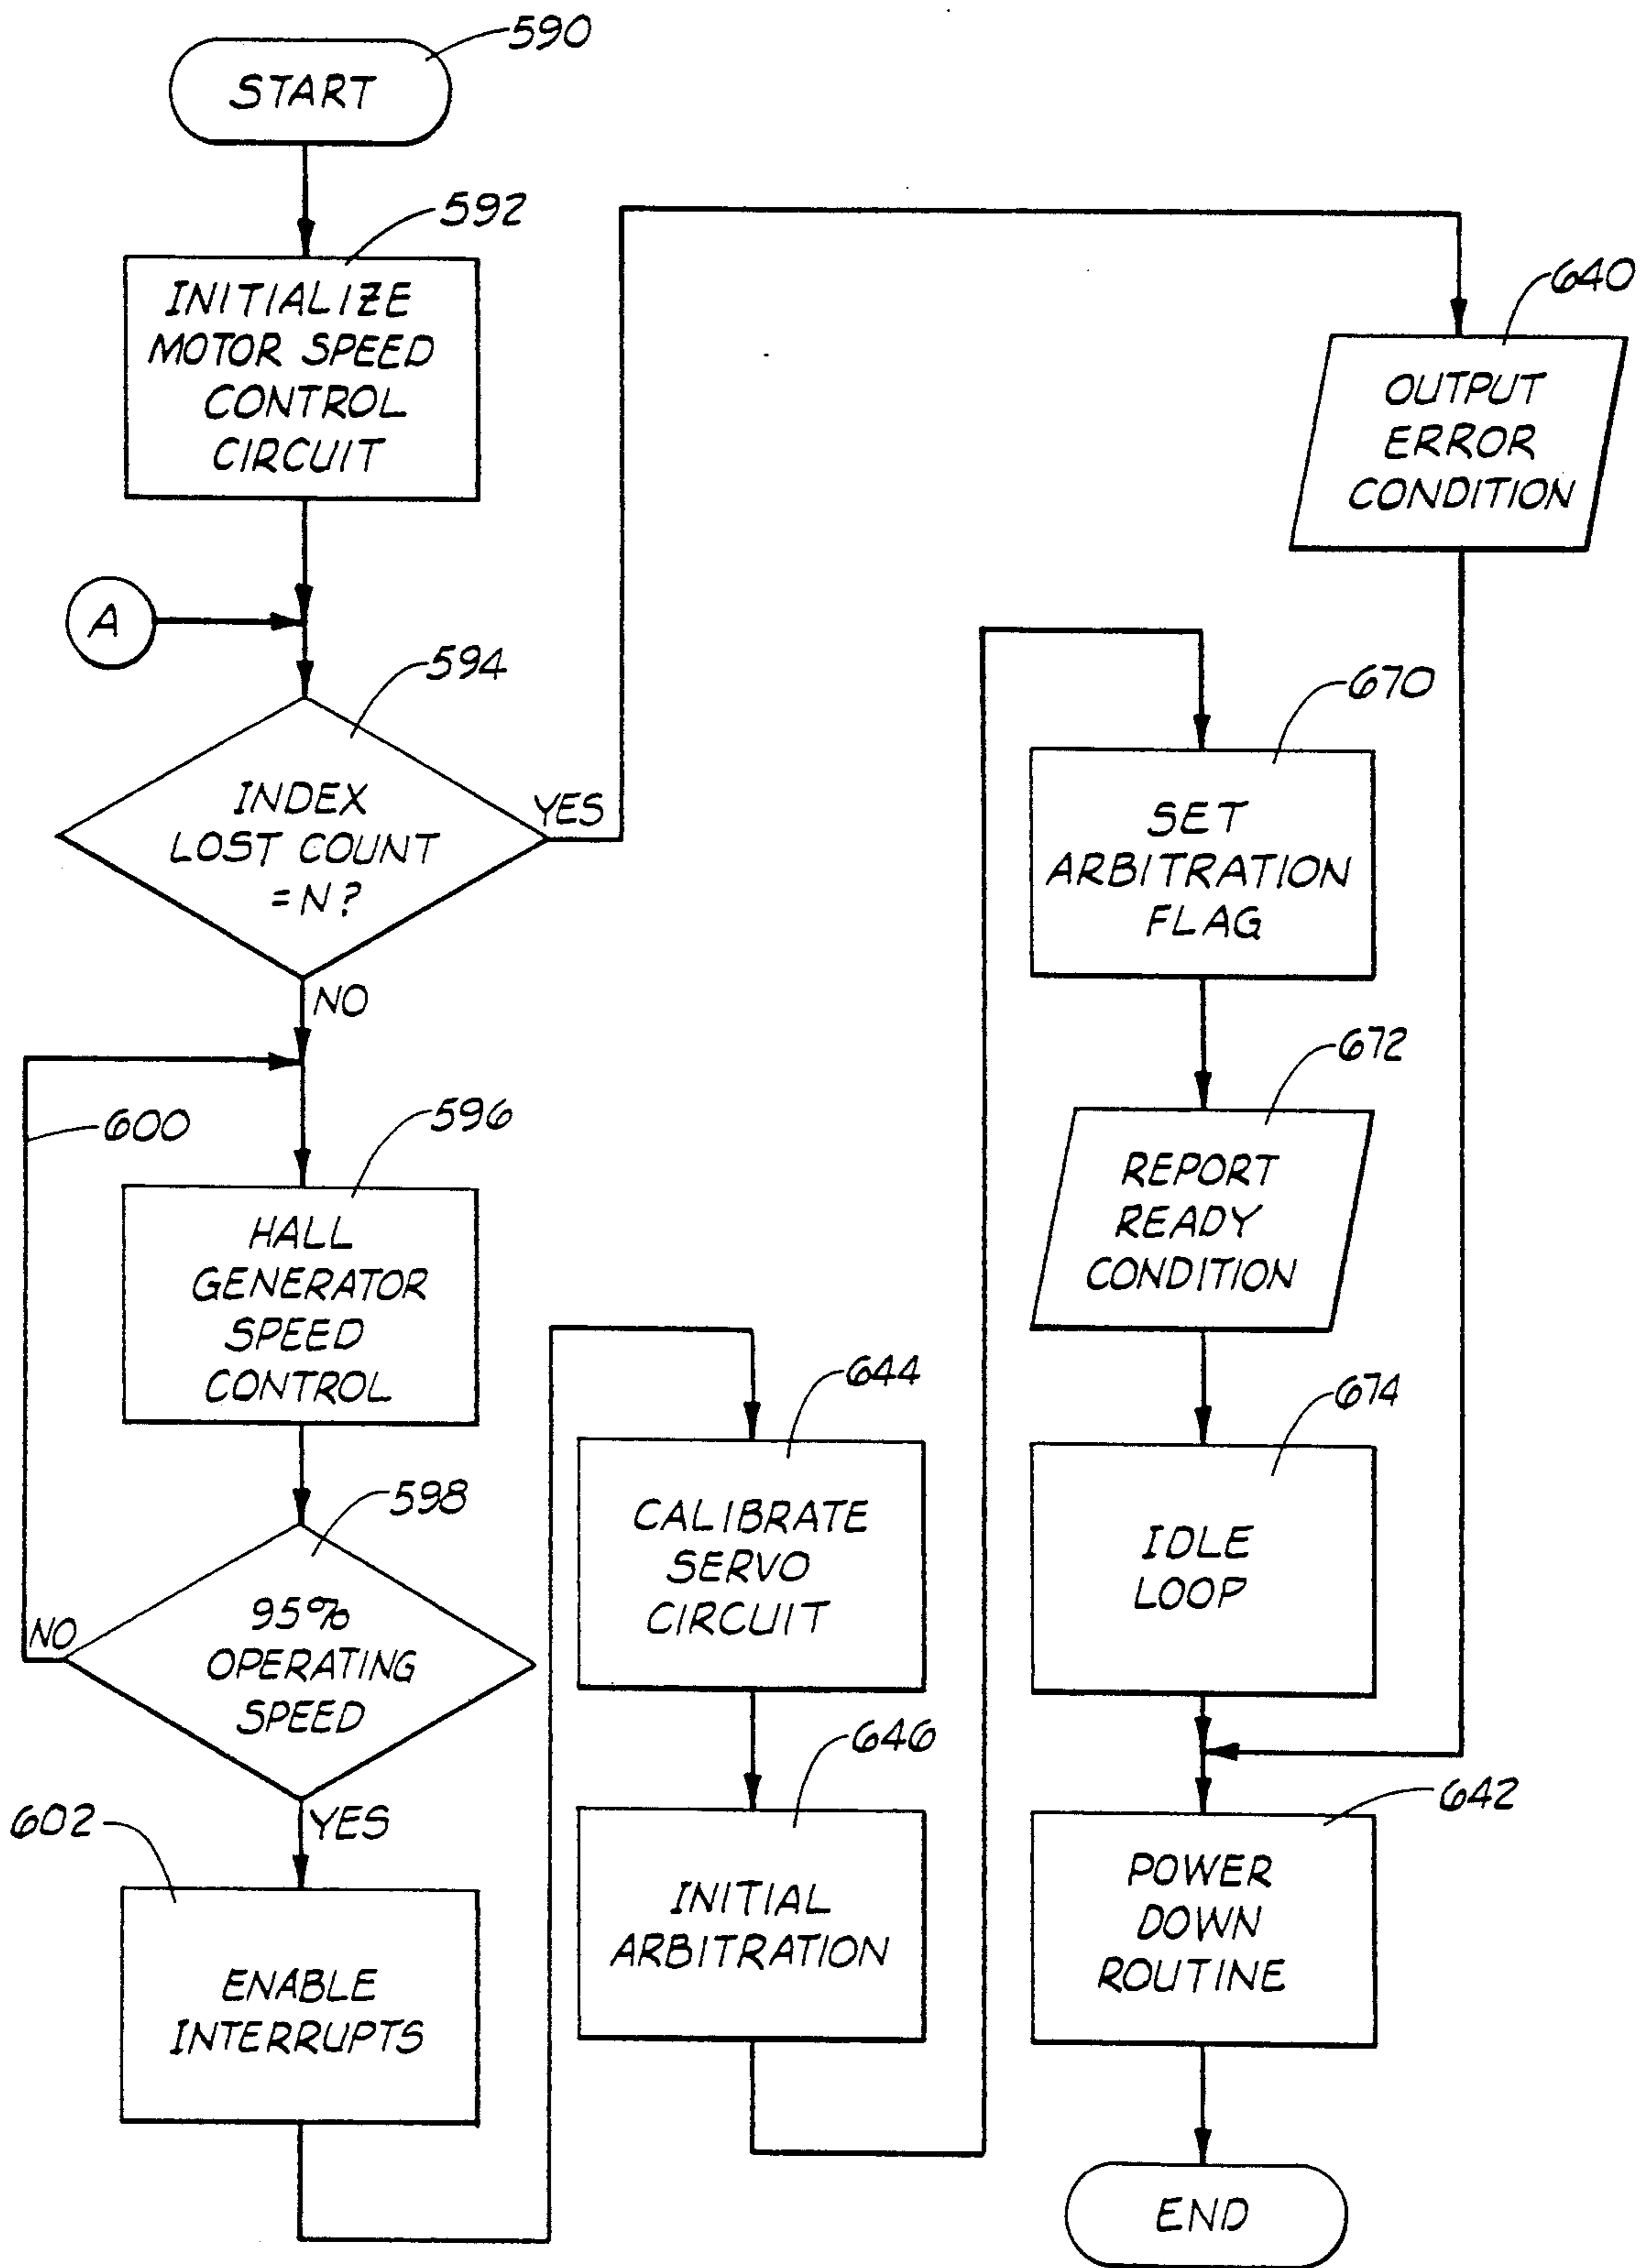 START
590
592
INITIALIZE
MOTOR SPEED
CONTROL
CIRCUIT
A
594
INDEX
LOST COUNT
=N?
YES
NO
600
596
HALL
GENERATOR
SPEED
CONTROL
598
95%
OPERATING
SPEED
NO
YES
602
ENABLE
INTERRUPTS
644
CALIBRATE
SERVO
CIRCUIT
646
INITIAL
ARBITRATION
640
OUTPUT
ERROR
CONDITION
670
SET
ARBITRATION
FLAG
672
REPORT
READY
CONDITION
674
IDLE
LOOP
642
POWER
DOWN
ROUTINE
END